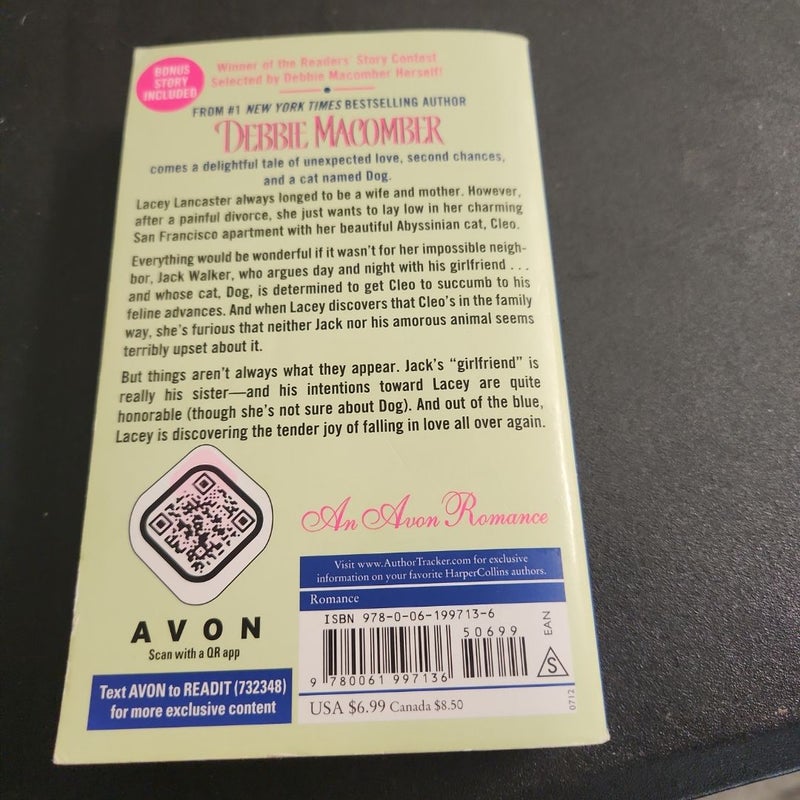 BONUS
STORY
INCLUDED
Winner of the Readers' Story Contest
Selected by Debbie Macomber Herself!
FROM #1 NEW YORK TIMES BESTSELLING AUTHOR
DEBBIE MACOMBER
comes a delightful tale of unexpected love, second chances,
and a cat named Dog.
Lacey Lancaster always longed to be a wife and mother. However,
after a painful divorce, she just wants to lay low in her charming
San Francisco apartment with her beautiful Abyssinian cat, Cleo.
Everything would be wonderful if it wasn't for her impossible neigh-
bor, Jack Walker, who argues day and night with his girlfriend . . .
and whose cat, Dog, is determined to get Cleo to succumb to his
feline advances. And when Lacey discovers that Cleo's in the family
way, she's furious that neither Jack nor his amorous animal seems
terribly upset about it.
But things aren't always what they appear. Jack's "girlfriend" is
really his sister—and his intentions toward Lacey are quite
honorable (though she's not sure about Dog). And out of the blue,
Lacey is discovering the tender joy of falling in love all over again.
An Avon Romance
AVON
Scan with a QR app
Text AVON to READIT (732348)
for more exclusive content
Visit www.AuthorTracker.com for exclusive
information on your favorite HarperCollins authors.
Romance
ISBN 978-0-06-199713-6
50699
EAN
9 780061 997136
S
USA $6.99 Canada $8.50
0712